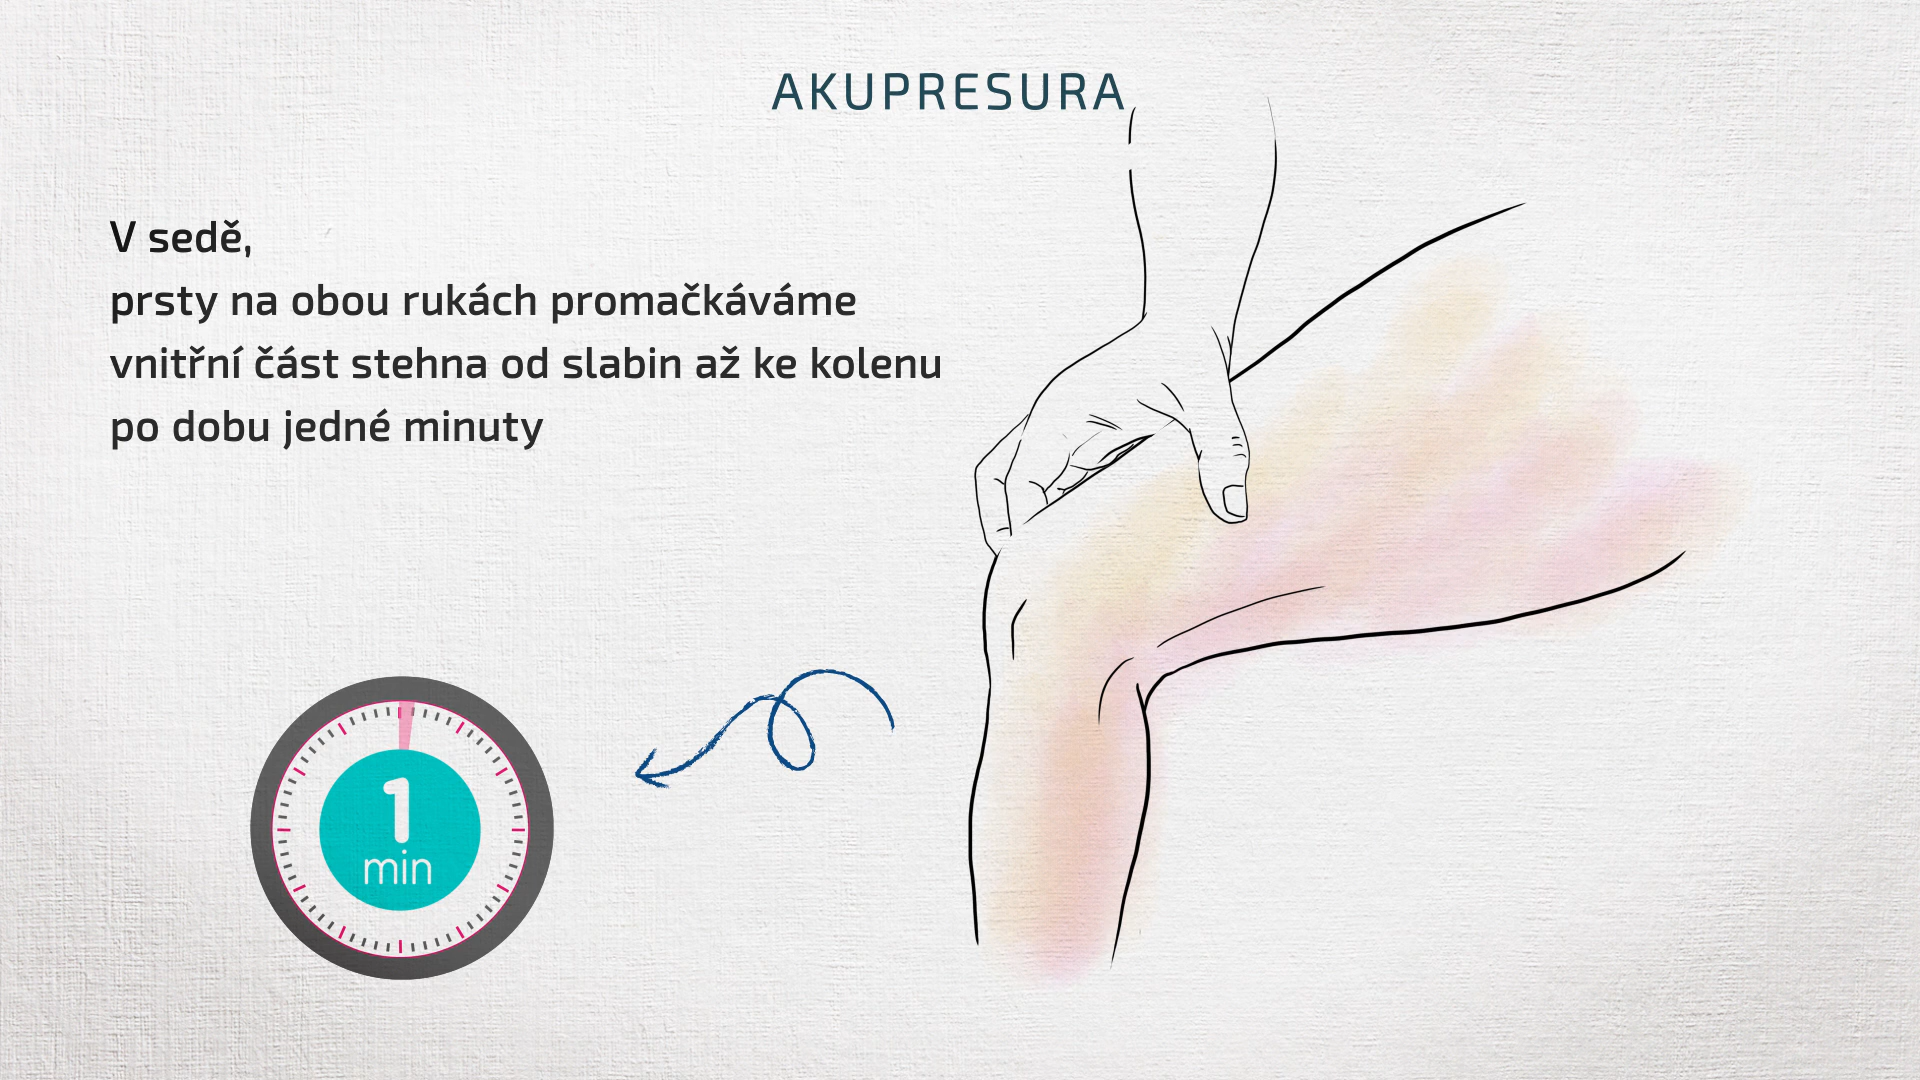 AKUPRESURA
V sedě,
prsty na obou rukách promačkáváme
vnitřní část stehna od slabin až ke kolenu
po dobu jedné minuty
1
min